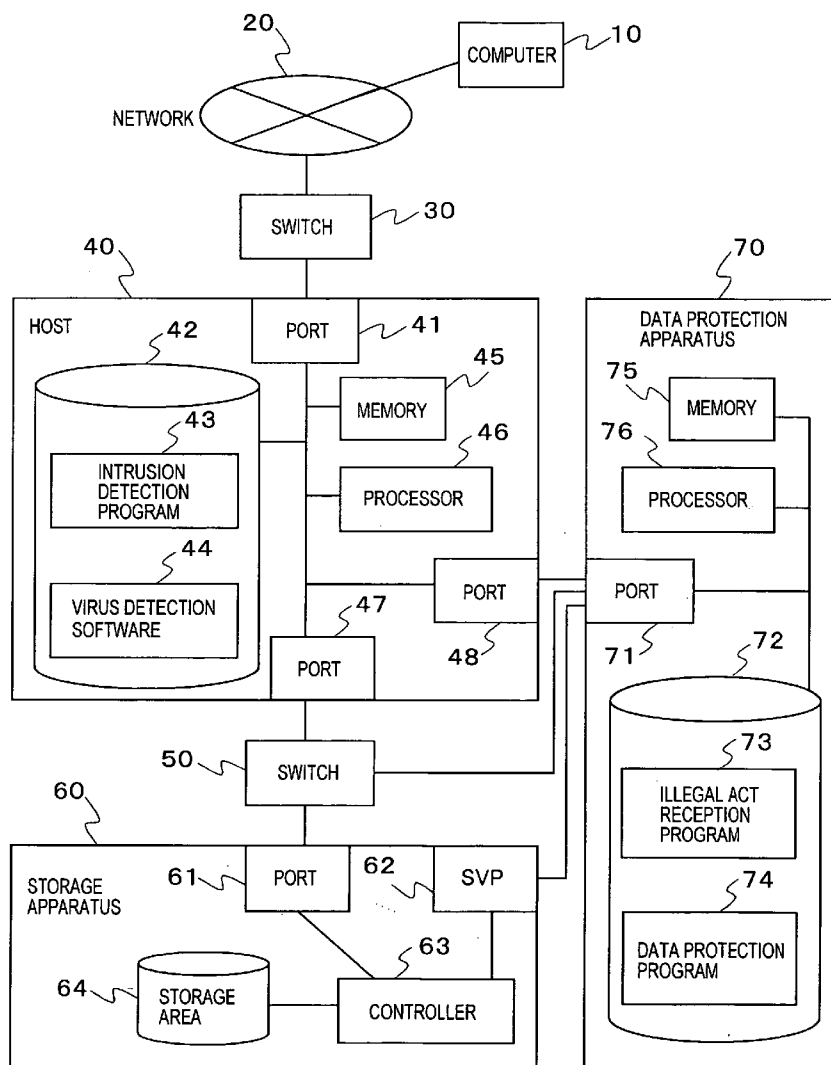 20
10
COMPUTER
NETWORK
30
SWITCH
40
70
HOST
PORT
41
42
DATA PROTECTION
APPARATUS
45
MEMORY
75
MEMORY
43
INTRUSION
DETECTION
PROGRAM
46
PROCESSOR
76
PROCESSOR
44
VIRUS DETECTION
SOFTWARE
47
PORT
48
PORT
71
PORT
72
50
SWITCH
73
ILLEGAL ACT
RECEPTION
PROGRAM
60
61
PORT
62
SVP
STORAGE
APPARATUS
74
DATA PROTECTION
PROGRAM
63
64
STORAGE
AREA
CONTROLLER